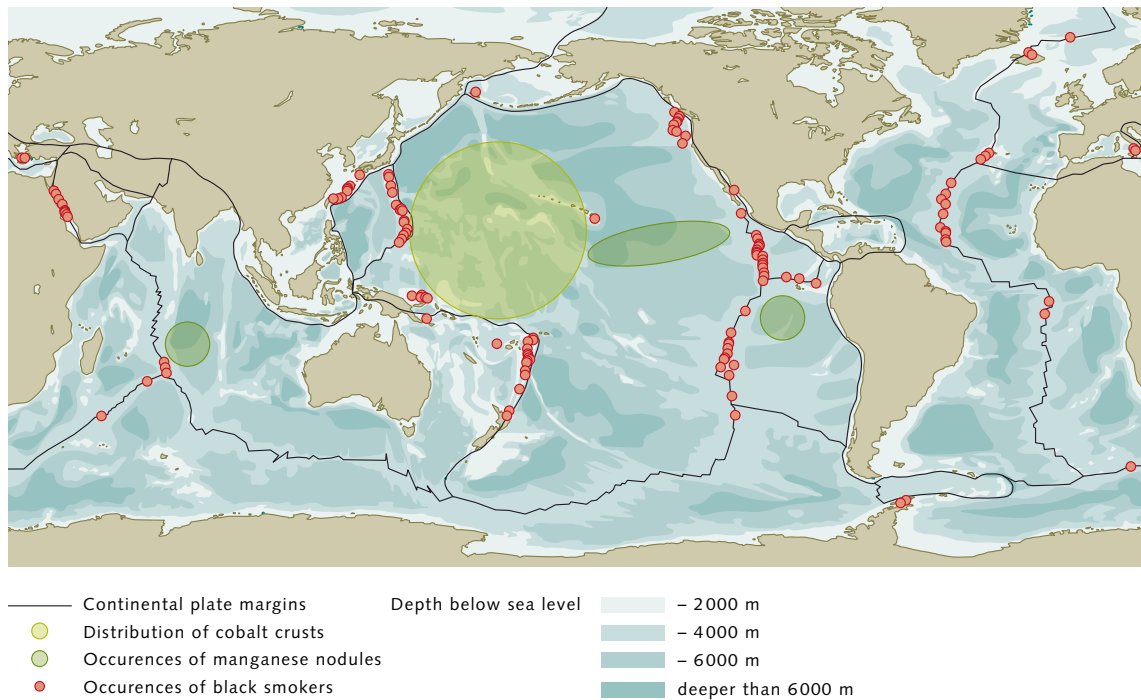 Continental plate margins
Distribution of cobalt crusts
Occurences of manganese nodules
Occurences of black smokers
Depth below sea level
– 2000 m
– 4000 m
– 6000 m
deeper than 6000 m